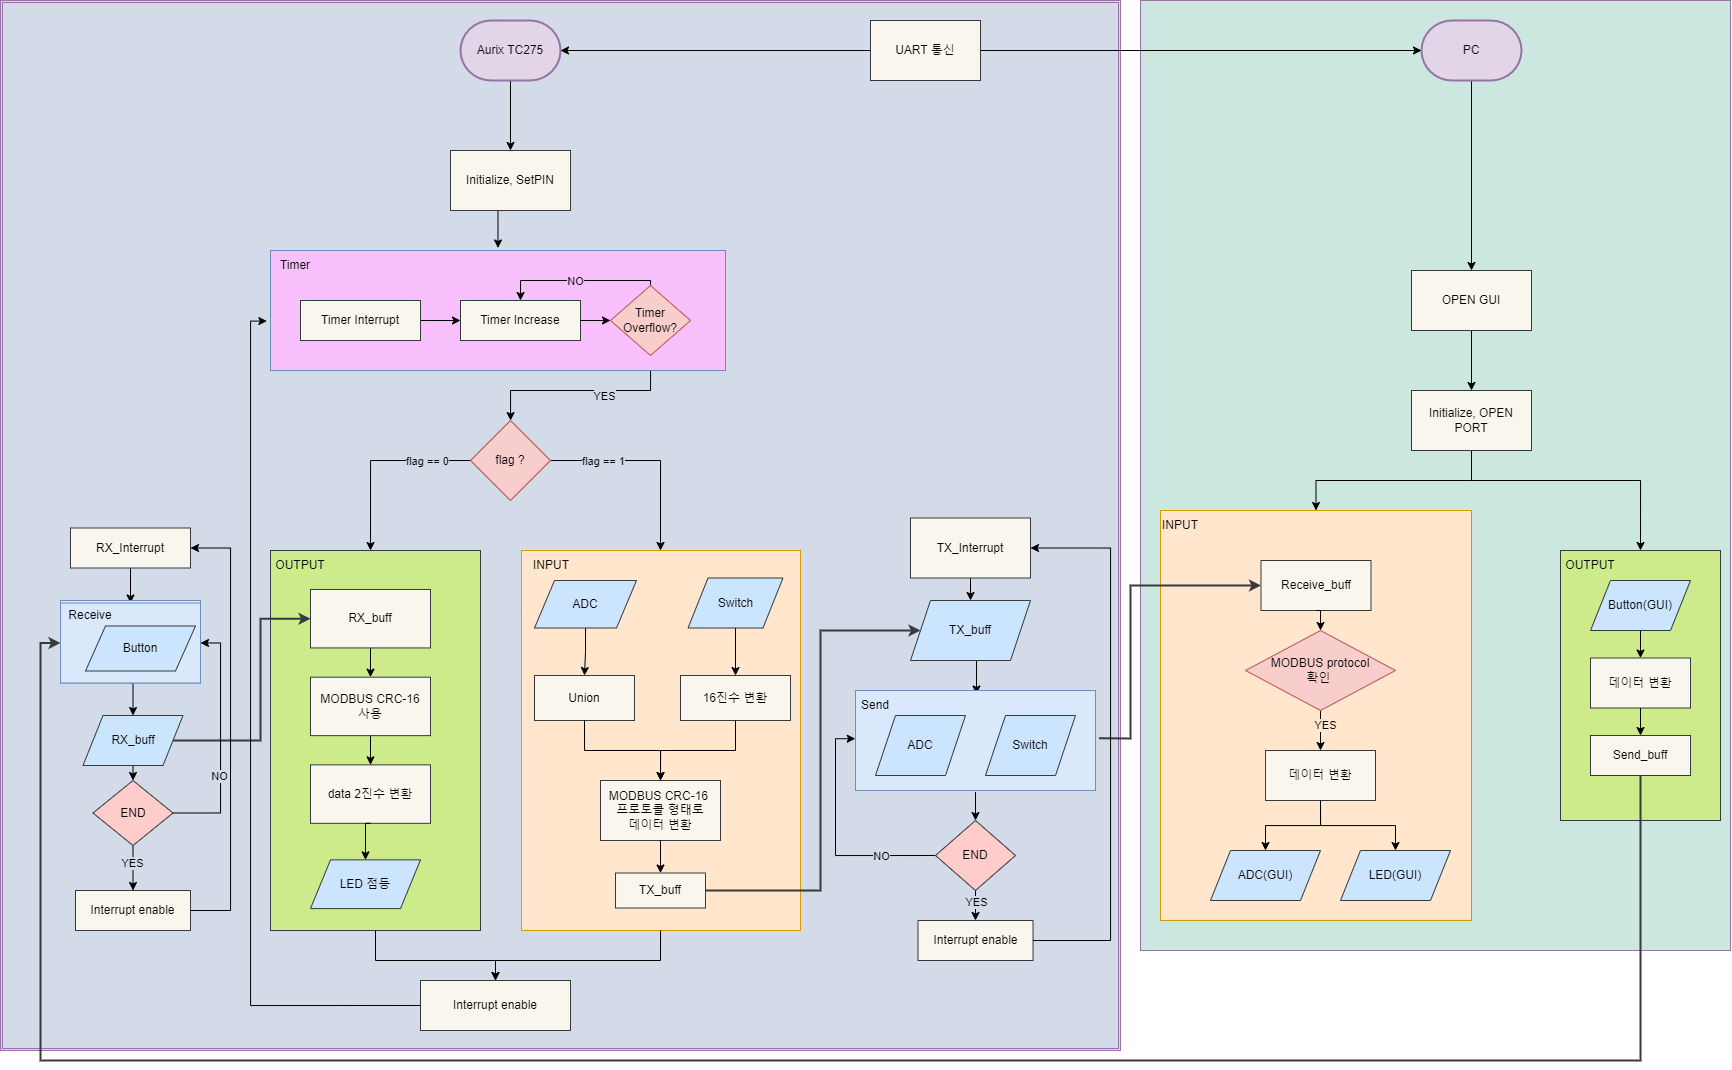 Aurix TC275
UART 통신
PC
Initialize, SetPIN
Timer
NO
Timer Interrupt
Timer Increase
Timer
Overflow?
YES
OPEN GUI
Initialize, OPEN
PORT
flag == 0
flag ?
flag == 1
RX_Interrupt
Receive
Button
RX_buff
NO
END
YES
Interrupt enable
OUTPUT
RX_buff
MODBUS CRC-16
사용
data 2진수 변환
LED 점등
INPUT
ADC
Switch
Union
16진수 변환
MODBUS CRC-16
프로토콜 형태로
데이터 변환
TX_buff
Interrupt enable
TX_Interrupt
TX_buff
Send
ADC
Switch
NO
END
YES
Interrupt enable
INPUT
Receive_buff
MODBUS protocol
확인
YES
데이터 변환
ADC(GUI)
LED(GUI)
OUTPUT
Button(GUI)
데이터 변환
Send_buff